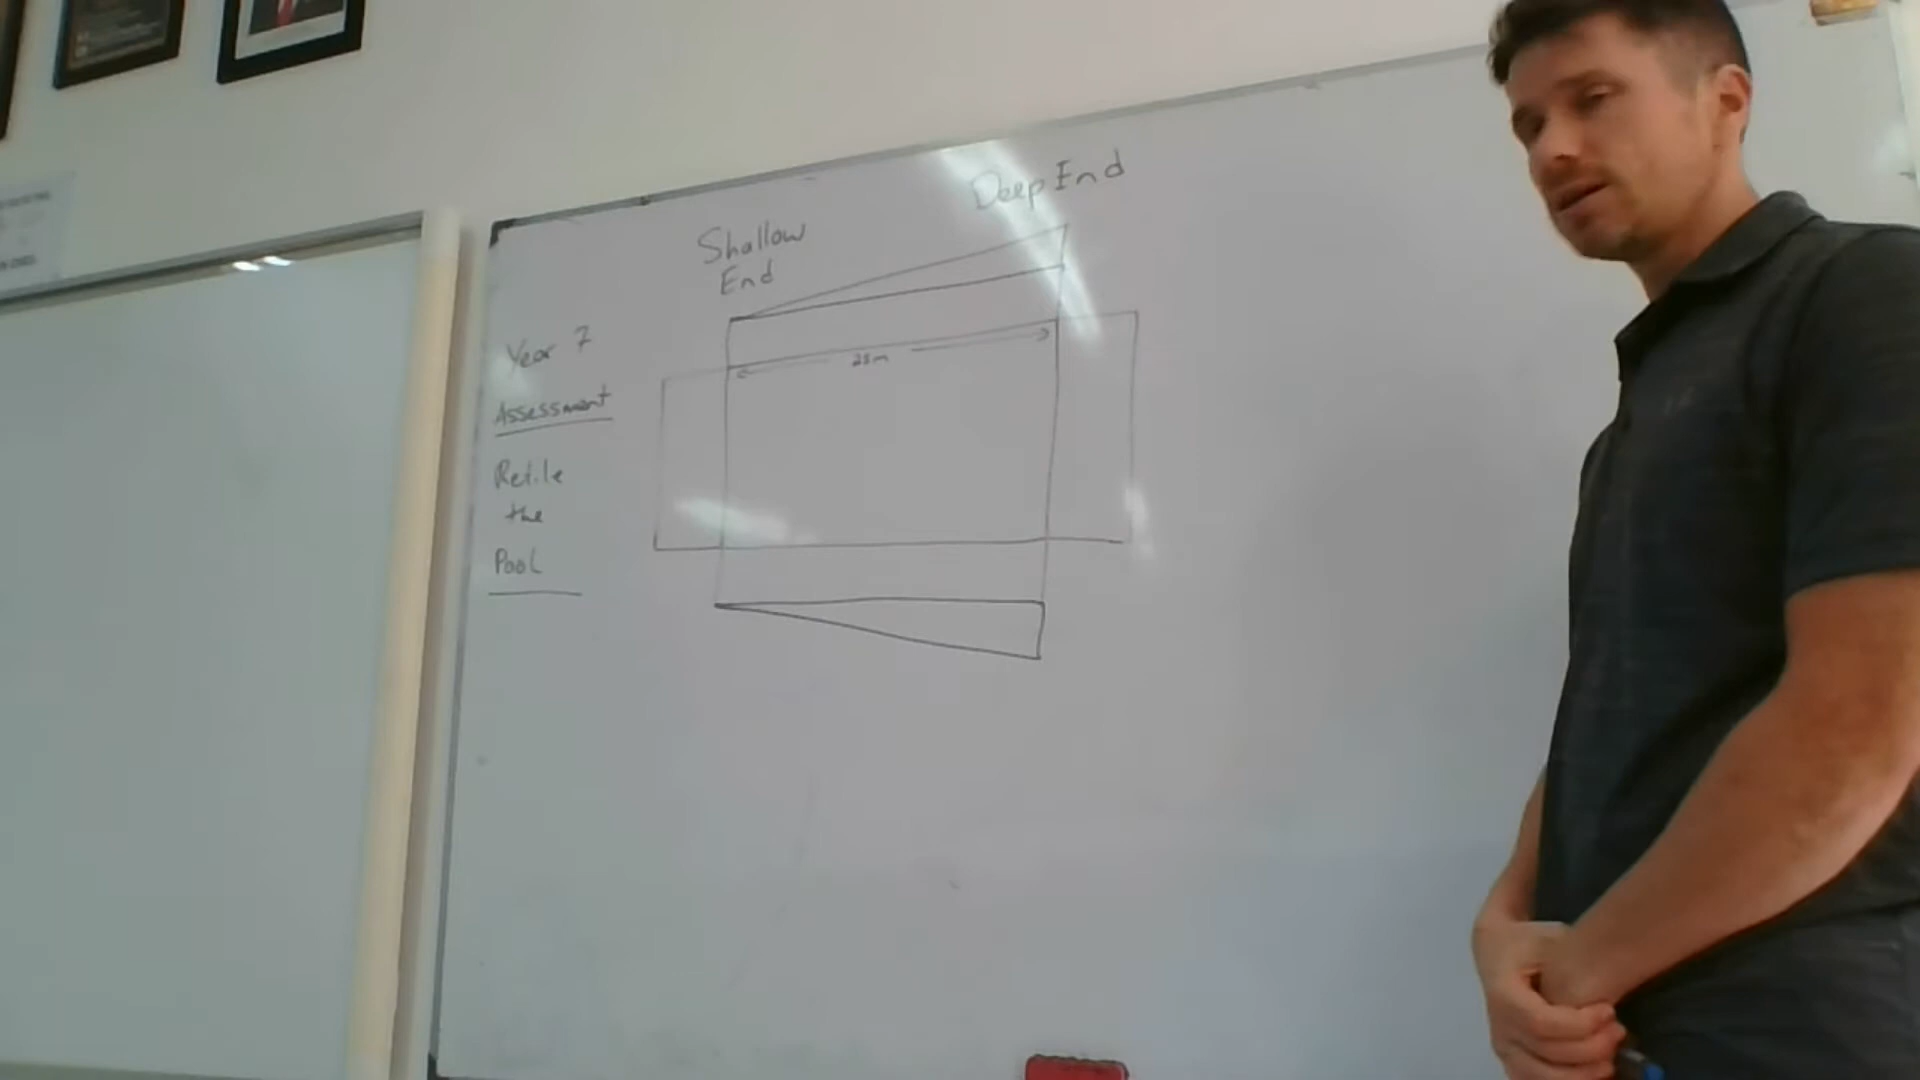 Deep End
Shallow
End
Year 7
Assessment
25m
Retile
the
Pool